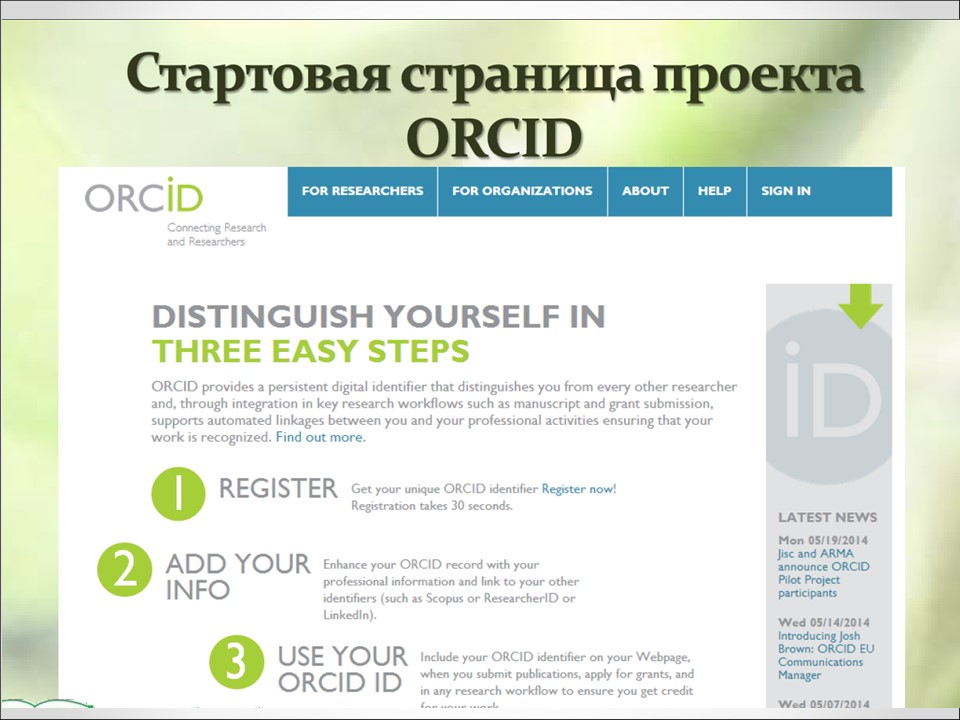 Стартовая страница проекта
ORCID
ORCID
Connecting Research
and Researchers
FOR RESEARCHERS
FOR ORGANIZATIONS
ABOUT
HELP
SIGN IN
DISTINGUISH YOURSELF IN
THREE EASY STEPS
ORCID provides a persistent digital identifier that distinguishes you from every other researcher
and, through integration in key research workflows such as manuscript and grant submission,
supports automated linkages between you and your professional activities ensuring that your
work is recognized. Find out more.
1
REGISTER
Get your unique ORCID identifier Register now!
Registration takes 30 seconds.
2
ADD YOUR
INFO
Enhance your ORCID record with your
professional information and link to your other
identifiers (such as Scopus or ResearcherID or
LinkedIn).
3
USE YOUR
ORCID ID
Include your ORCID identifier on your Webpage,
when you submit publications, apply for grants, and
in any research workflow to ensure you get credit
for your work
iD
LATEST NEWS
Mon 05/19/2014
Jisc and ARMA
announce ORCID
Pilot Project
participants
Wed 05/14/2014
Introducing Josh
Brown: ORCID EU
Communications
Manager
Wed 05/07/2014